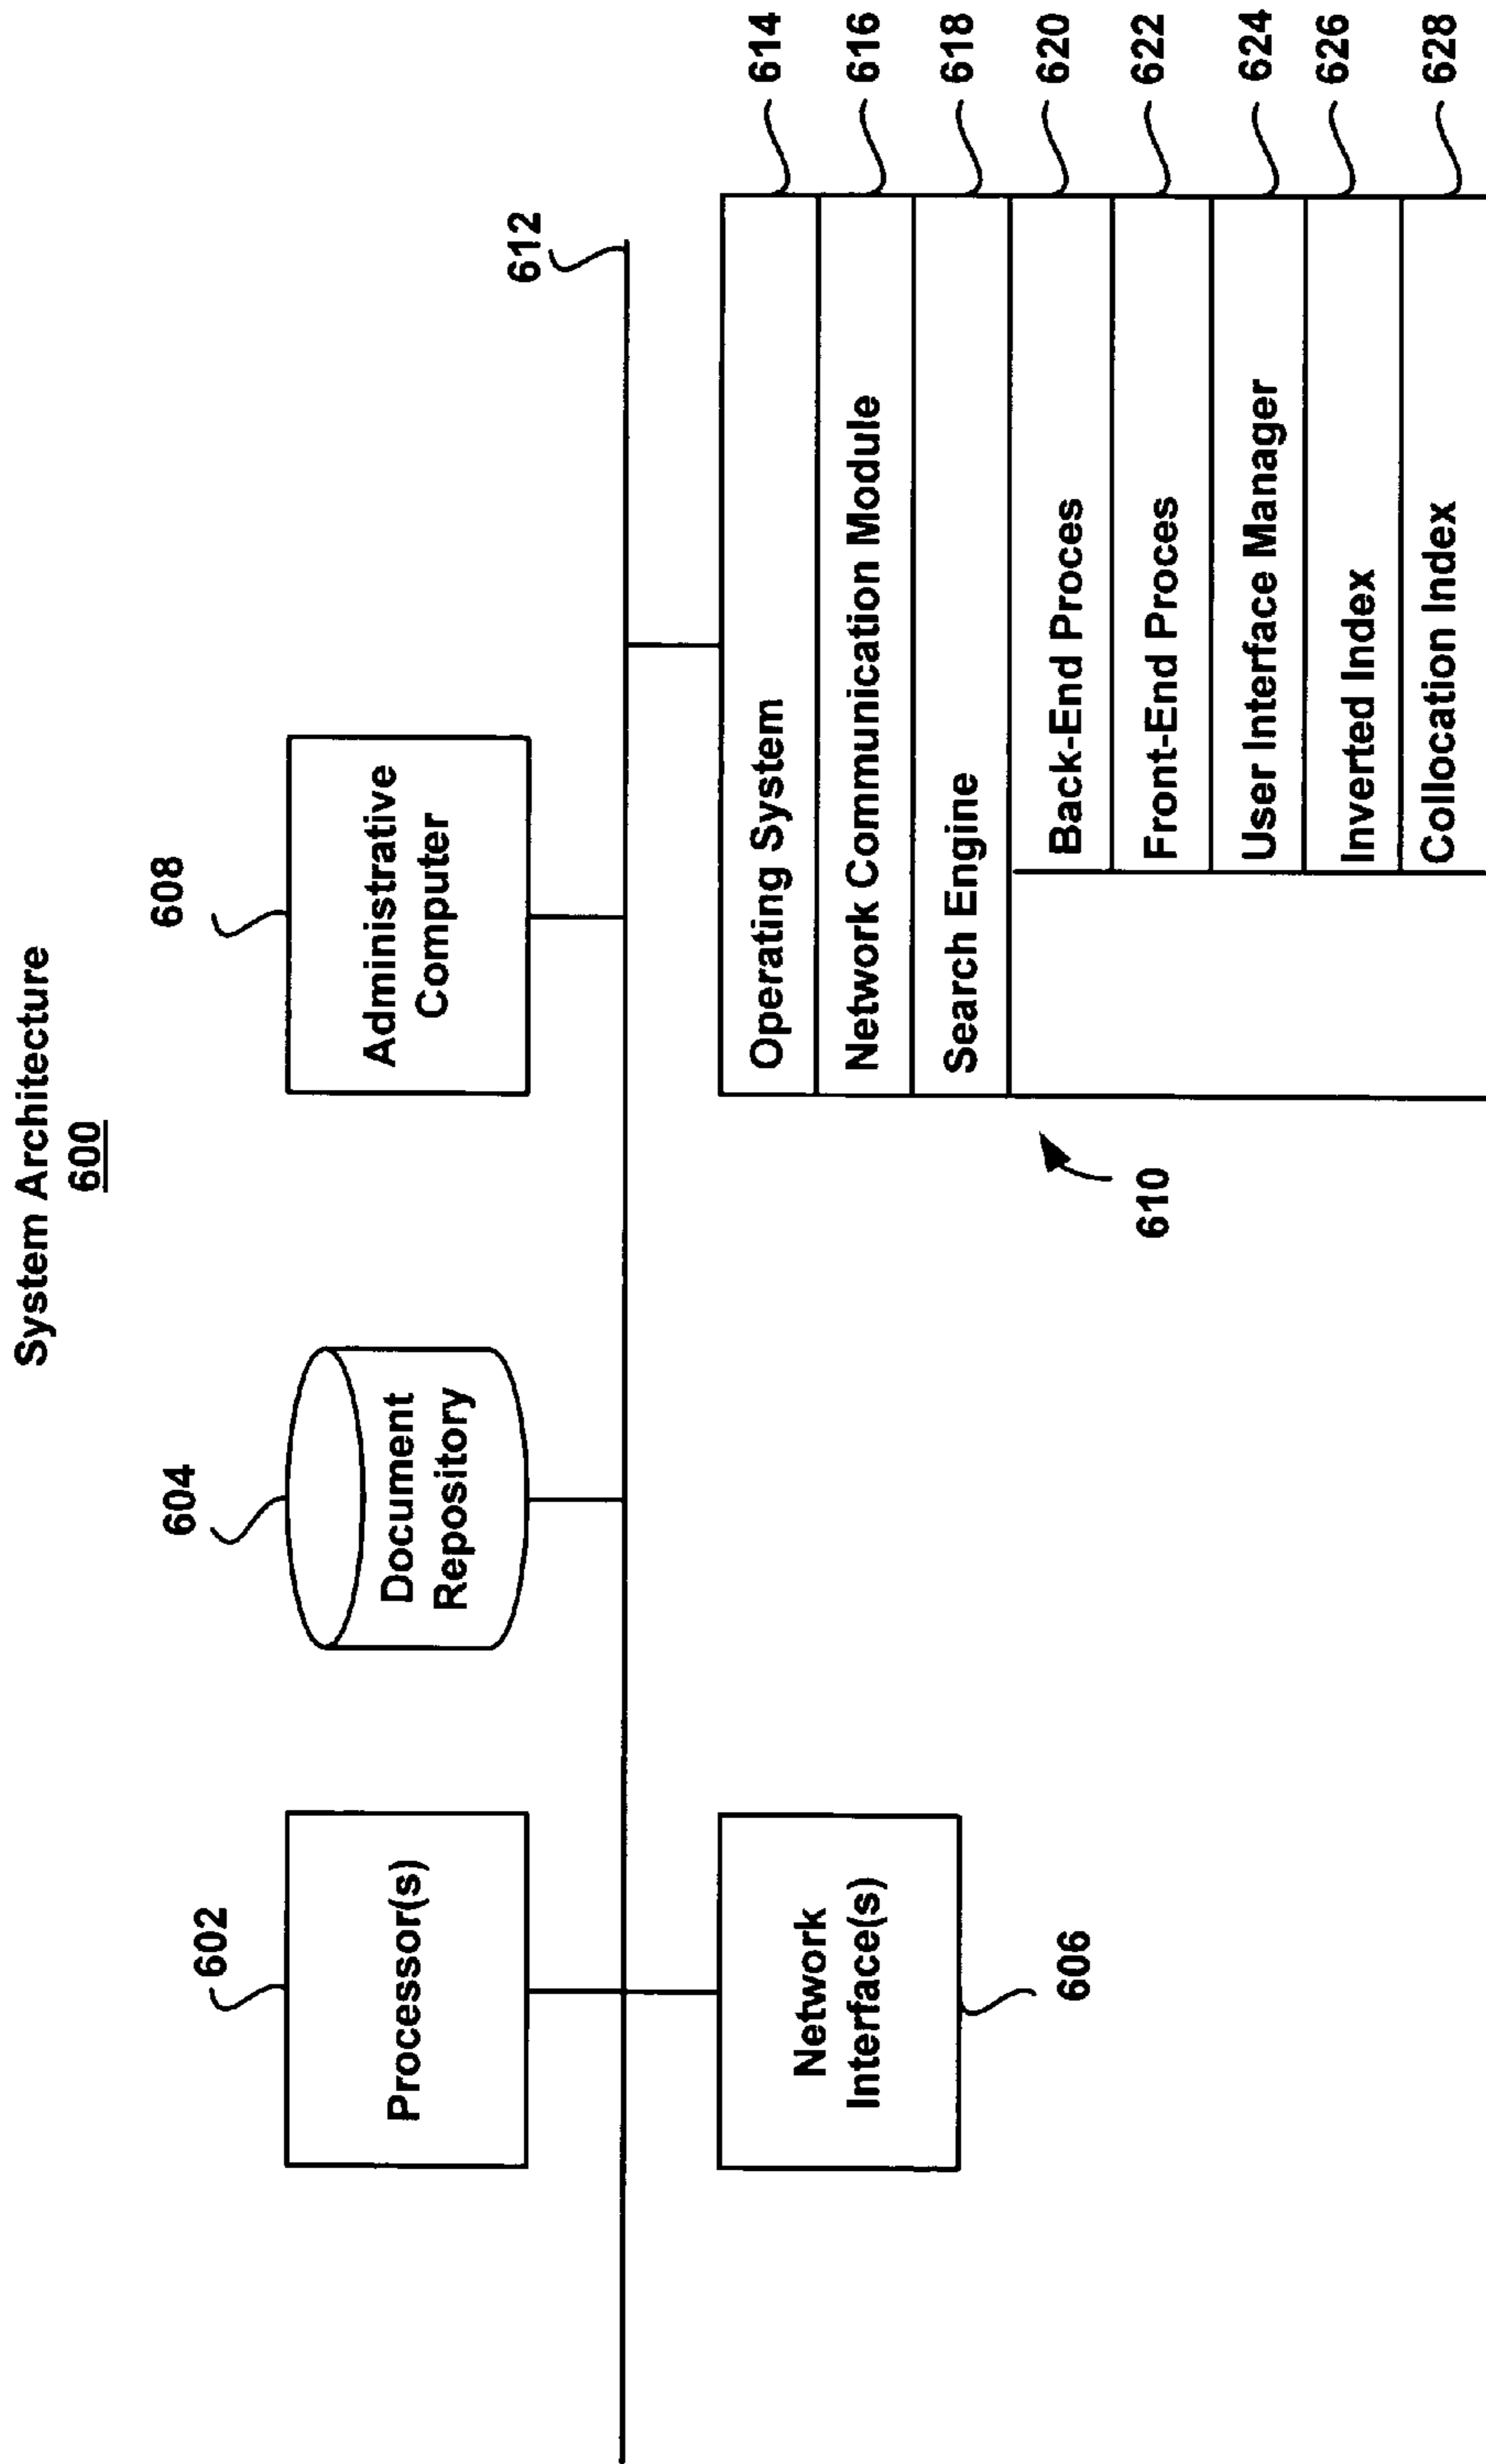 System Architecture
600
602
Processor(s)
604
Document
Repository
608
Administrative
Computer
612
Network
Interface(s)
606
610
Operating System
614
Network Communication Module
616
Search Engine
618
Back-End Proces
620
Front-End Proces
622
User Interface Manager
624
Inverted Index
626
Collocation Index
628